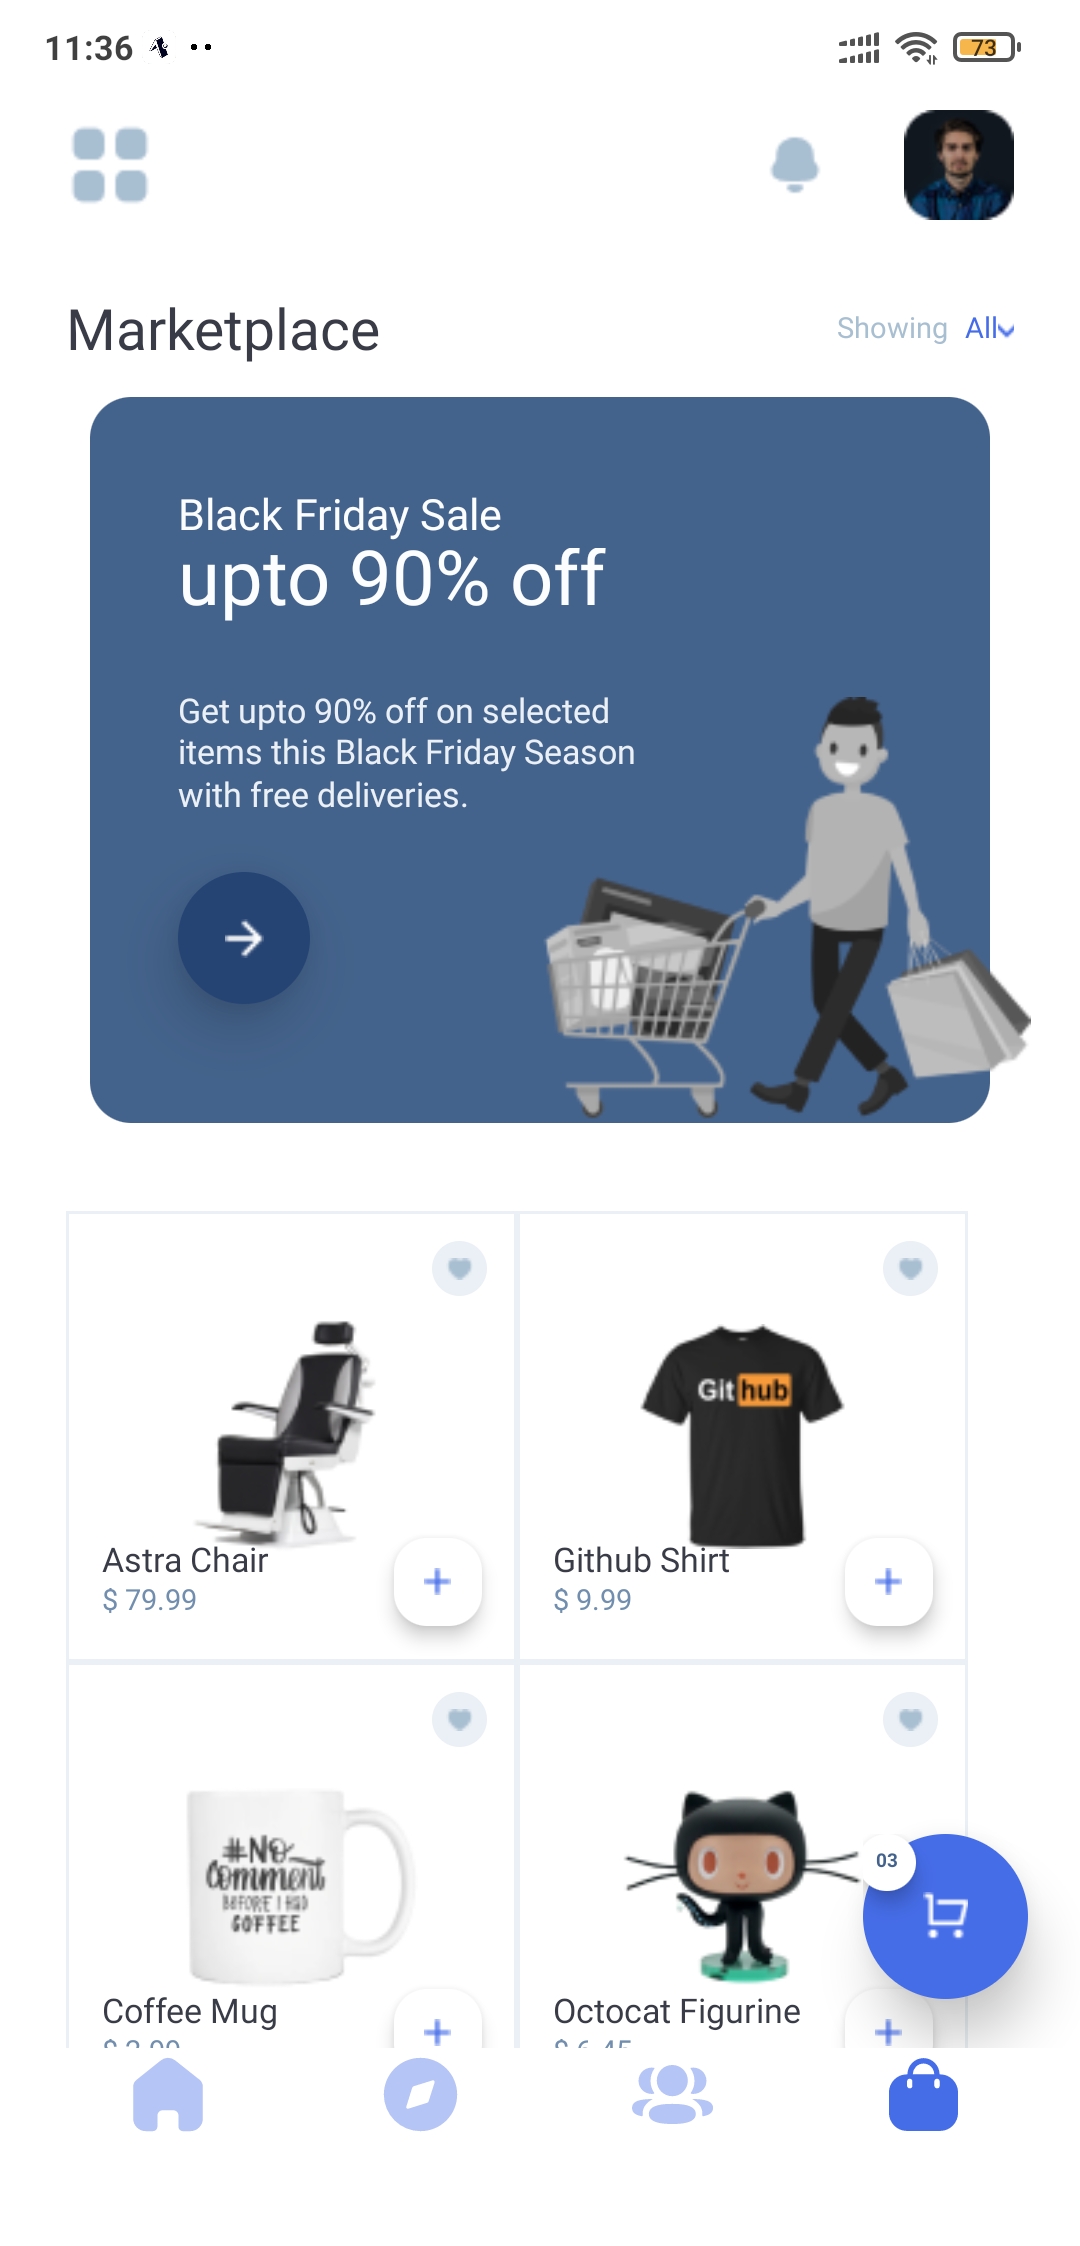 11:36
73
Marketplace
Showing All
Black Friday Sale
upto 90% off
Get upto 90% off on selected
items this Black Friday Season
with free deliveries.
Git hub
Astra Chair
$ 79.99
Github Shirt
$ 9.99
#No
Comment
BEFORE I HAD
COFFEE
03
Coffee Mug
Octocat Figurine